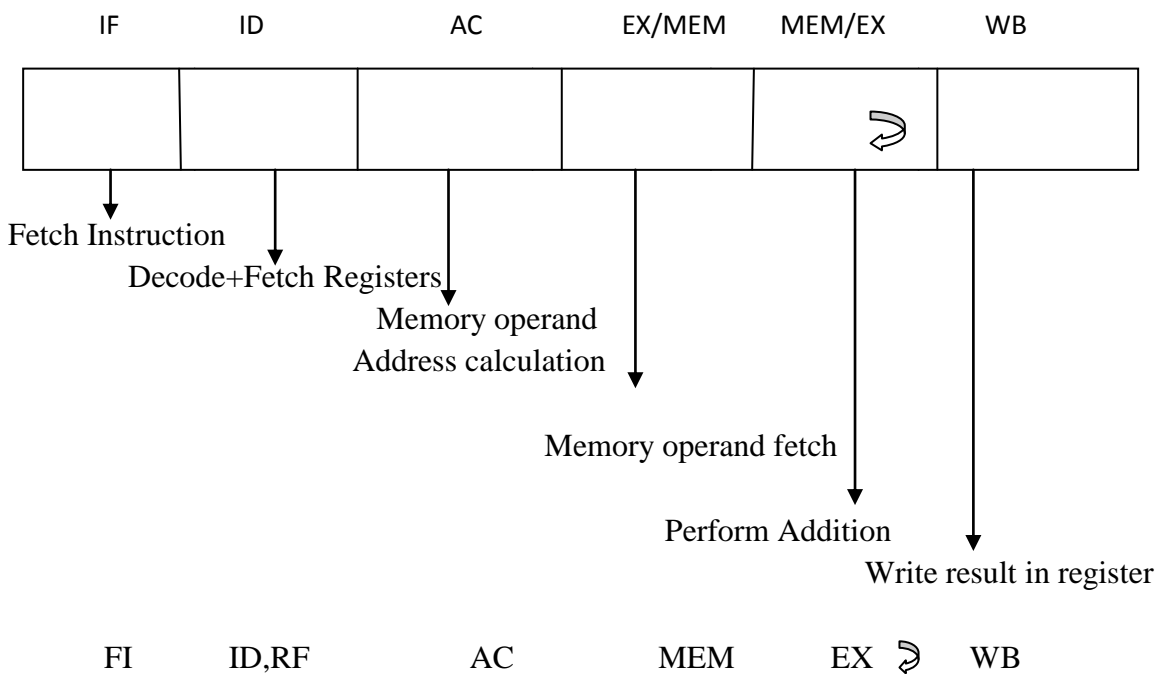 IF ID AC EX/MEM MEM/EX WB
Fetch Instruction
Decode+Fetch Registers
Memory operand
Address calculation
Memory operand fetch
Perform Addition
Write result in register
FI ID,RF AC MEM EX WB